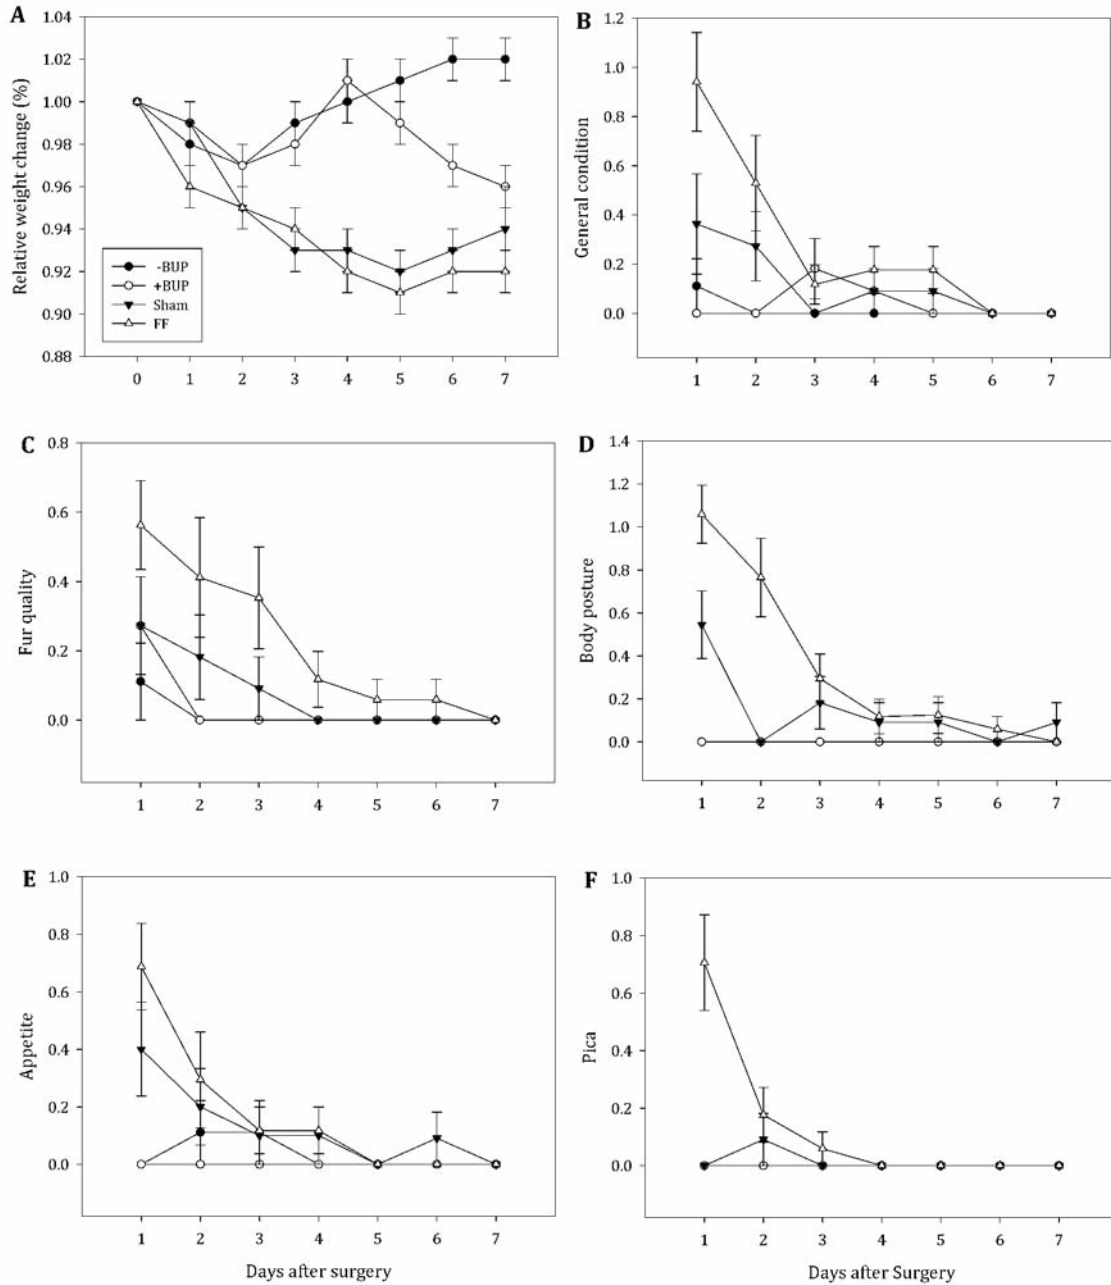 A
Relative weight change (%)
1.04
1.02
1.00
0.98
0.96
0.94
0.92
0.90
0.88
-BUP
+BUP
Sham
FF
0 1 2 3 4 5 6 7
B
General condition
1.2
1.0
0.8
0.6
0.4
0.2
0.0
1 2 3 4 5 6 7
C
Fur quality
0.8
0.6
0.4
0.2
0.0
1 2 3 4 5 6 7
D
Body posture
1.4
1.2
1.0
0.8
0.6
0.4
0.2
0.0
1 2 3 4 5 6 7
E
Appetite
1.0
0.8
0.6
0.4
0.2
0.0
1 2 3 4 5 6 7
Days after surgery
F
Pica
1.0
0.8
0.6
0.4
0.2
0.0
1 2 3 4 5 6 7
Days after Surgery